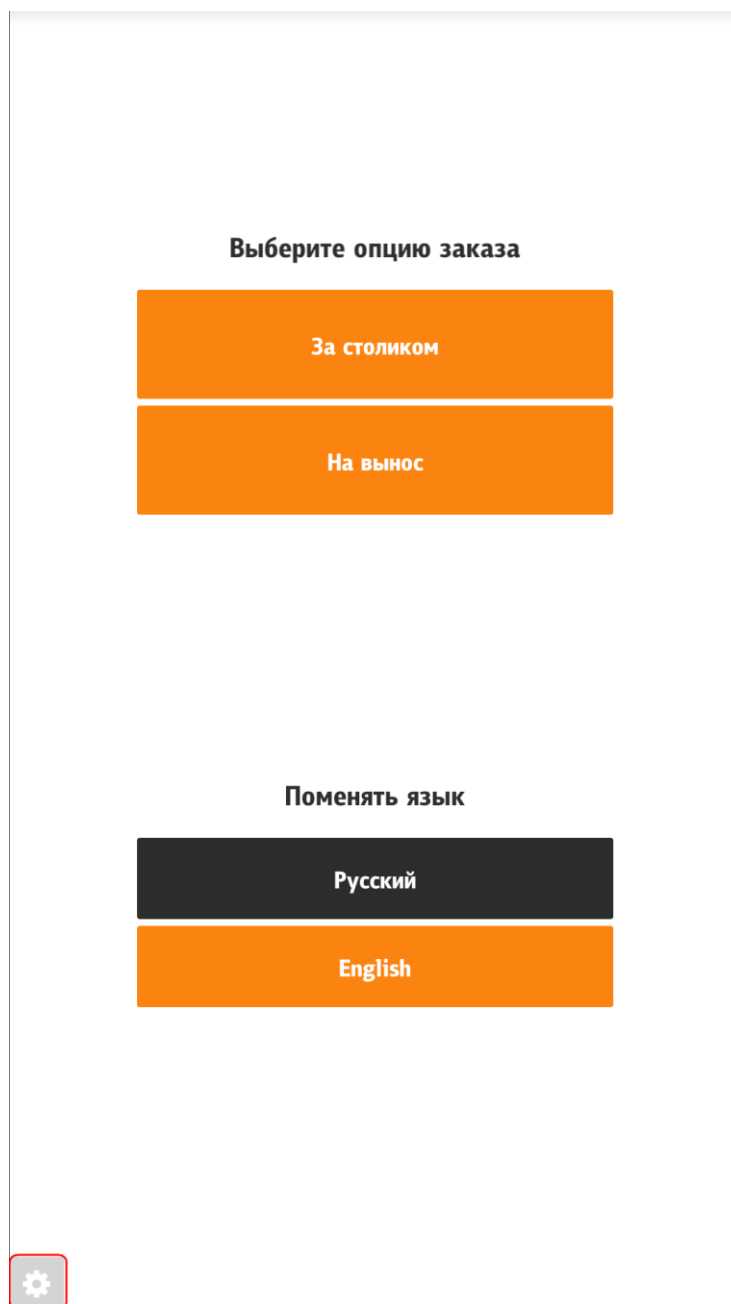 Выберите опцию заказа
За столиком
На вынос
Поменять язык
Русский
English